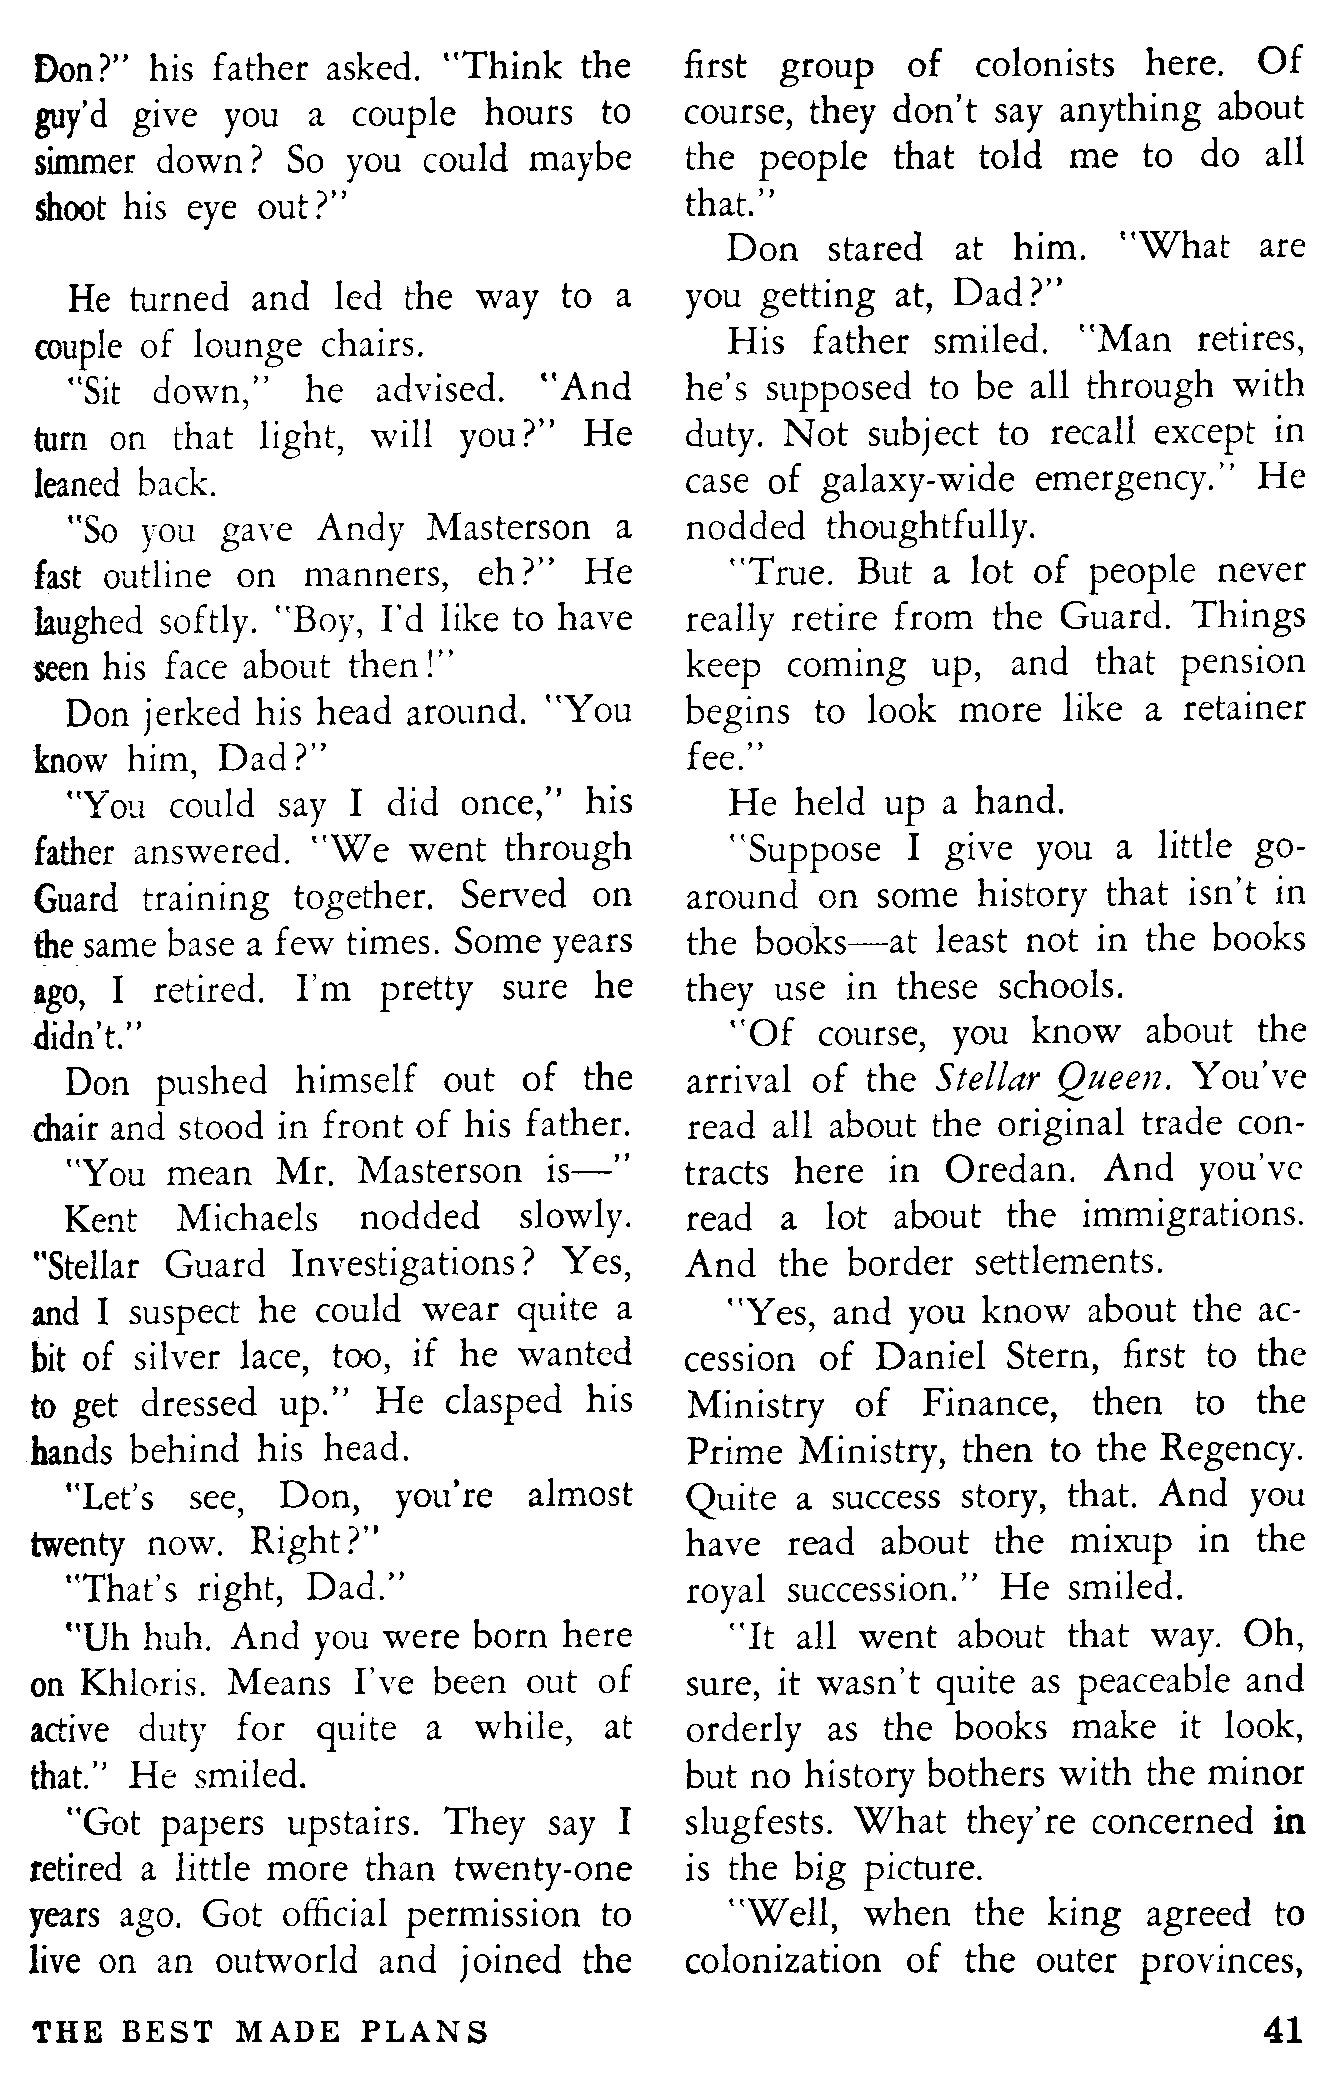 Don?" his father asked. "Think the
guy'd give you a couple hours to
simmer down? So you could maybe
shoot his eye out?"
He turned and led the way to a
couple of lounge chairs.
"Sit down," he advised. "And
turn on that light, will you?" He
leaned back.
"So you gave Andy Masterson a
fast outline on manners, eh?" He
laughed softly. "Boy, I'd like to have
seen his face about then!"
Don jerked his head around. "You
know him, Dad?"
"You could say I did once," his
father answered. "We went through
Guard training together. Served on
the same base a few times. Some years
ago, I retired. I'm pretty sure he
didn't."
Don pushed himself out of the
chair and stood in front of his father.
"You mean Mr. Masterson is—"
Kent Michaels nodded slowly.
"Stellar Guard Investigations? Yes,
and I suspect he could wear quite a
bit of silver lace, too, if he wanted
to get dressed up." He clasped his
hands behind his head.
"Let's see, Don, you're almost
twenty now. Right?"
"That's right, Dad."
"Uh huh. And you were born here
on Khloris. Means I've been out of
active duty for quite a while, at
that." He smiled.
"Got papers upstairs. They say I
retired a little more than twenty-one
years ago. Got official permission to
live on an outworld and joined the
first group of colonists here. Of
course, they don't say anything about
the people that told me to do all
that."
Don stared at him. "What are
you getting at, Dad?"
His father smiled. "Man retires,
he's supposed to be all through with
duty. Not subject to recall except in
case of galaxy-wide emergency." He
nodded thoughtfully.
"True. But a lot of people never
really retire from the Guard. Things
keep coming up, and that pension
begins to look more like a retainer
fee."
He held up a hand.
"Suppose I give you a little go-
around on some history that isn't in
the books—at least not in the books
they use in these schools.
"Of course, you know about the
arrival of the Stellar Queen. You've
read all about the original trade con-
tracts here in Oredan. And you've
read a lot about the immigrations.
And the border settlements.
"Yes, and you know about the ac-
cession of Daniel Stern, first to the
Ministry of Finance, then to the
Prime Ministry, then to the Regency.
Quite a success story, that. And you
have read about the mixup in the
royal succession." He smiled.
"It all went about that way. Oh,
sure, it wasn't quite as peaceable and
orderly as the books make it look,
but no history bothers with the minor
slugfests. What they're concerned in
is the big picture.
"Well, when the king agreed to
colonization of the outer provinces,
THE BEST MADE PLANS
41